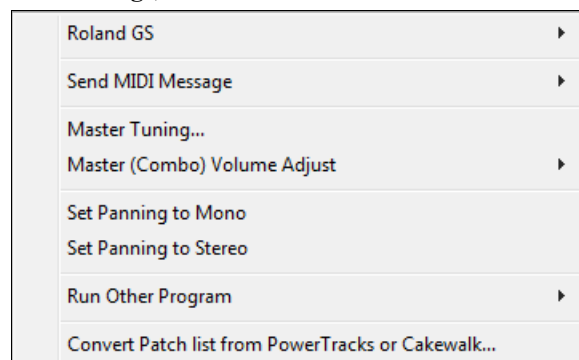 Roland GS
Send MIDI Message
Master Tuning...
Master (Combo) Volume Adjust
Set Panning to Mono
Set Panning to Stereo
Run Other Program
Convert Patch list from PowerTracks or Cakewalk...